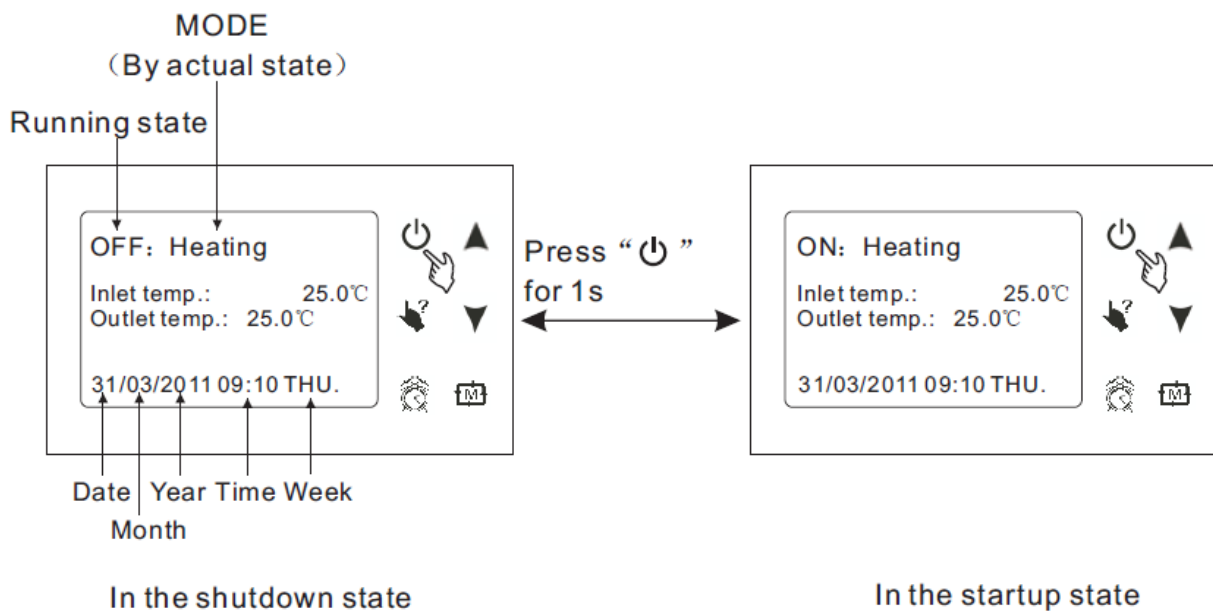 MODE
（By actual state）
Running state
OFF: Heating
Inlet temp.: 25.0℃
Outlet temp.: 25.0℃
31/03/2011 09:10 THU.
?
M
Press “⏻”
for 1s
ON: Heating
Inlet temp.: 25.0℃
Outlet temp.: 25.0℃
31/03/2011 09:10 THU.
?
M
Date Year Time Week
Month
In the shutdown state
In the startup state